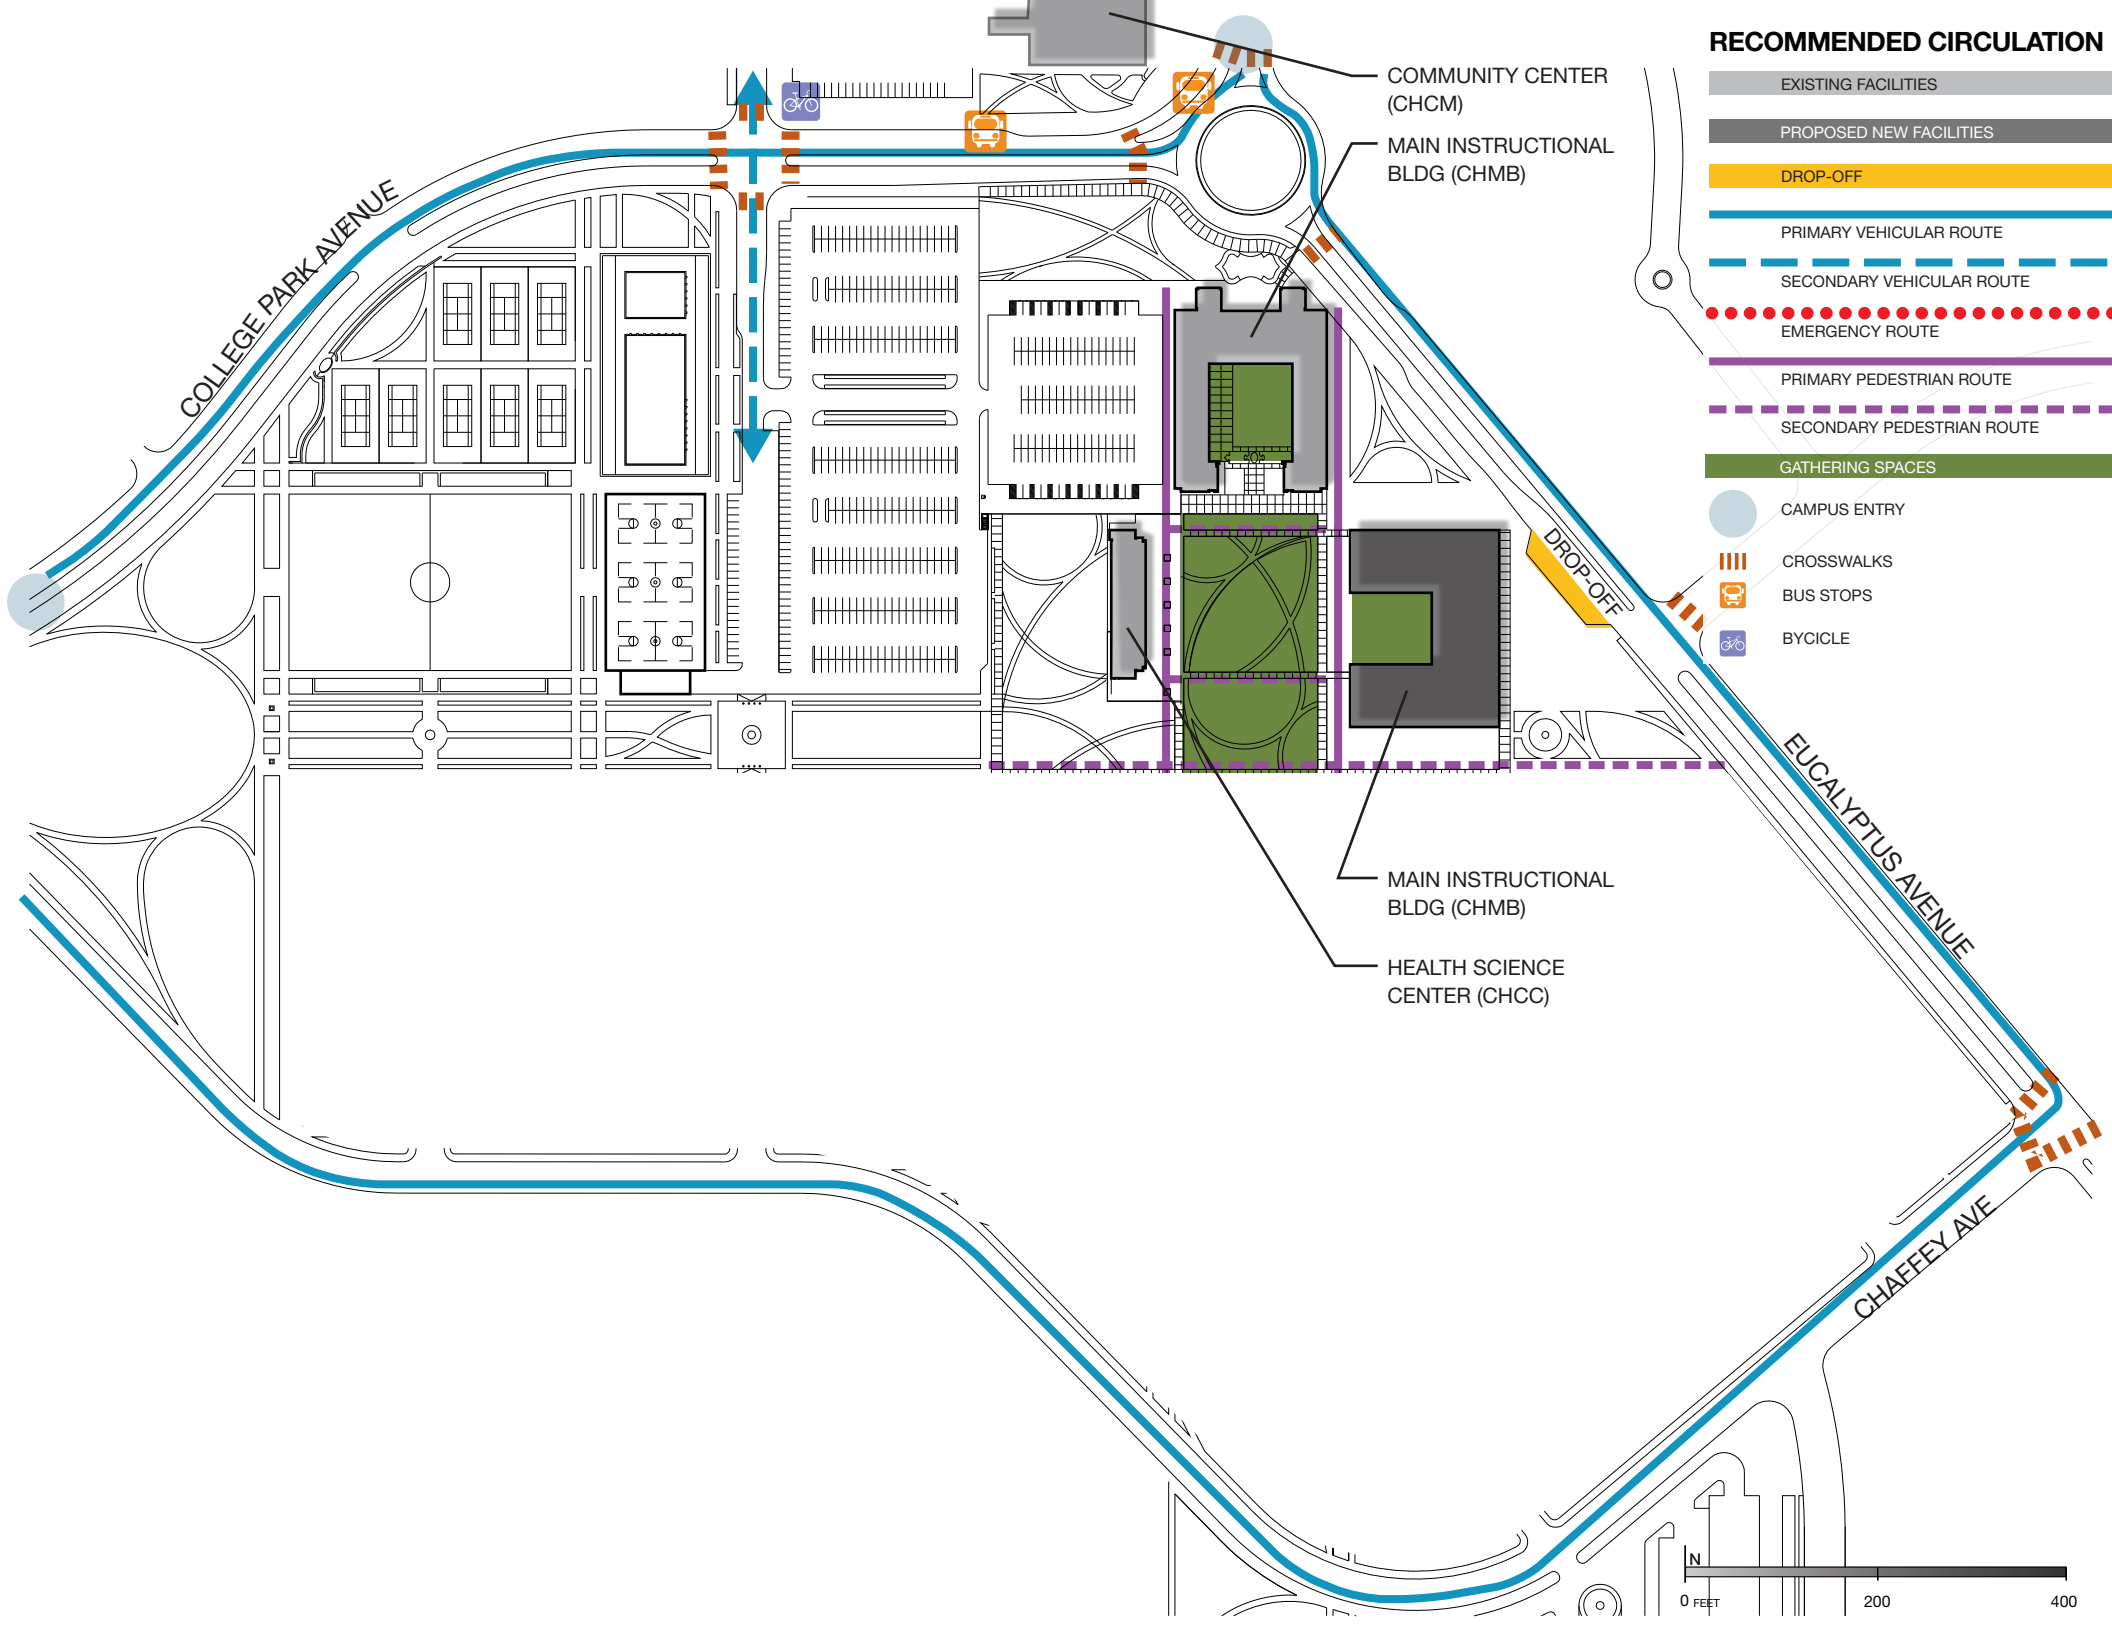 RECOMMENDED CIRCULATION
EXISTING FACILITIES
PROPOSED NEW FACILITIES
DROP-OFF
PRIMARY VEHICULAR ROUTE
SECONDARY VEHICULAR ROUTE
EMERGENCY ROUTE
PRIMARY PEDESTRIAN ROUTE
SECONDARY PEDESTRIAN ROUTE
GATHERING SPACES
CAMPUS ENTRY
CROSSWALKS
BUS STOPS
BYCICLE
COMMUNITY CENTER
(CHCM)
MAIN INSTRUCTIONAL
BLDG (CHMB)
COLLEGE PARK AVENUE
DROP-OFF
EUCALYPTUS AVENUE
MAIN INSTRUCTIONAL
BLDG (CHMB)
HEALTH SCIENCE
CENTER (CHCC)
CHAFFEY AVE
N
0 FEET 200 400